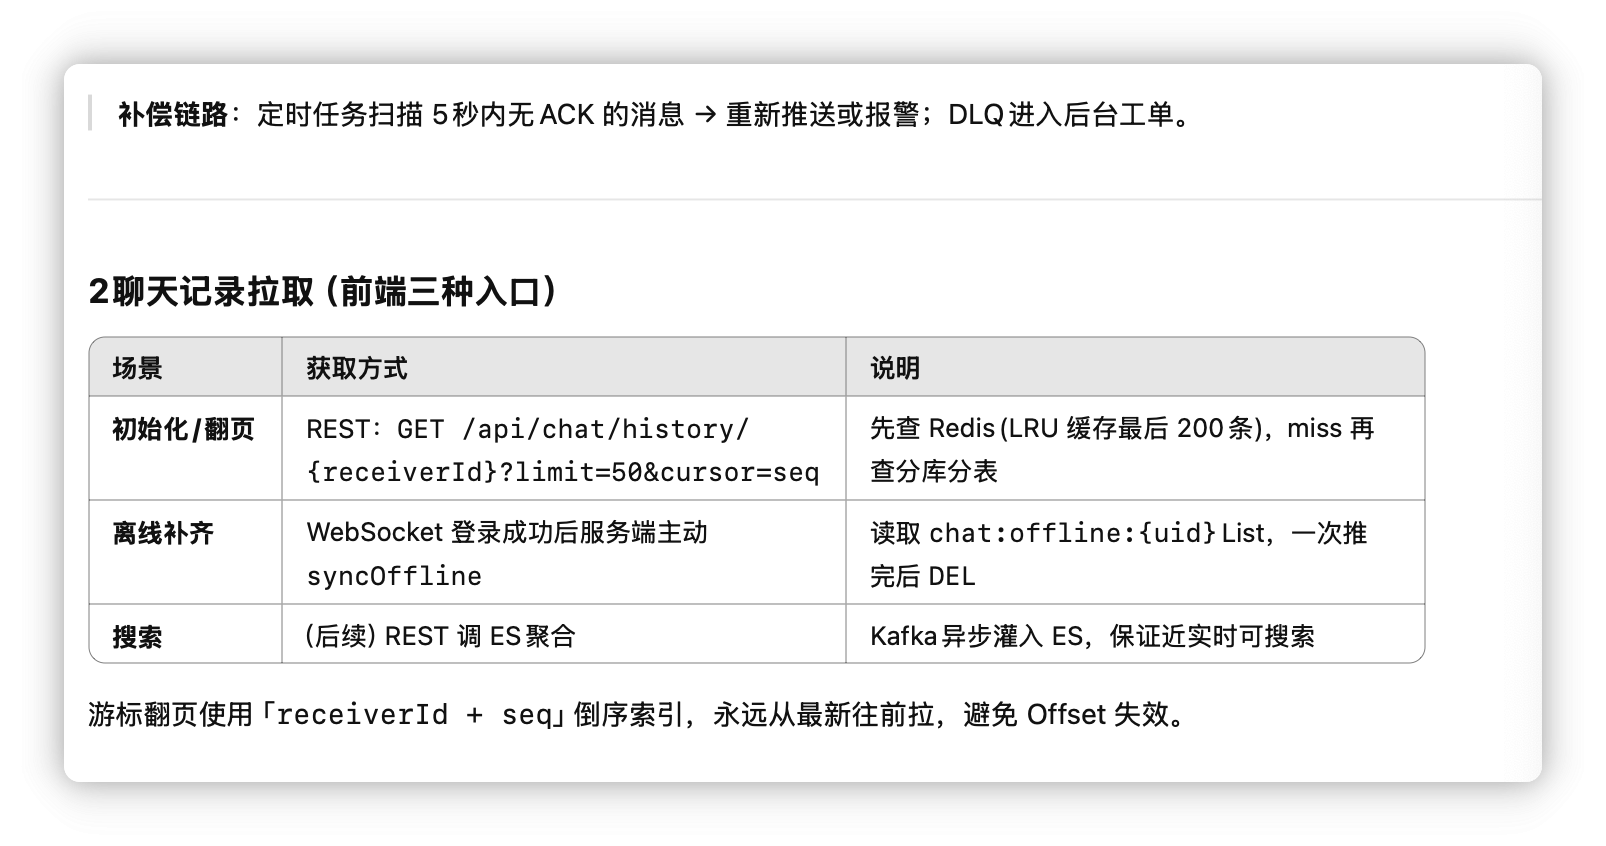 补偿链路：定时任务扫描 5 秒内无 ACK 的消息 → 重新推送或报警；DLQ 进入后台工单。
2聊天记录拉取（前端三种入口）
场景 获取方式 说明
初始化/翻页 REST：GET /api/chat/history/ 先查 Redis（LRU 缓存最后 200 条），miss 再
{receiverId}?limit=50&cursor=seq 查分库分表
离线补齐 WebSocket 登录成功后服务端主动 读取 chat:offline:{uid} List，一次推
syncOffline 完后 DEL
搜索 （后续）REST 调 ES 聚合 Kafka 异步灌入 ES，保证近实时可搜索
游标翻页使用「receiverId + seq」倒序索引，永远从最新往前拉，避免 Offset 失效。